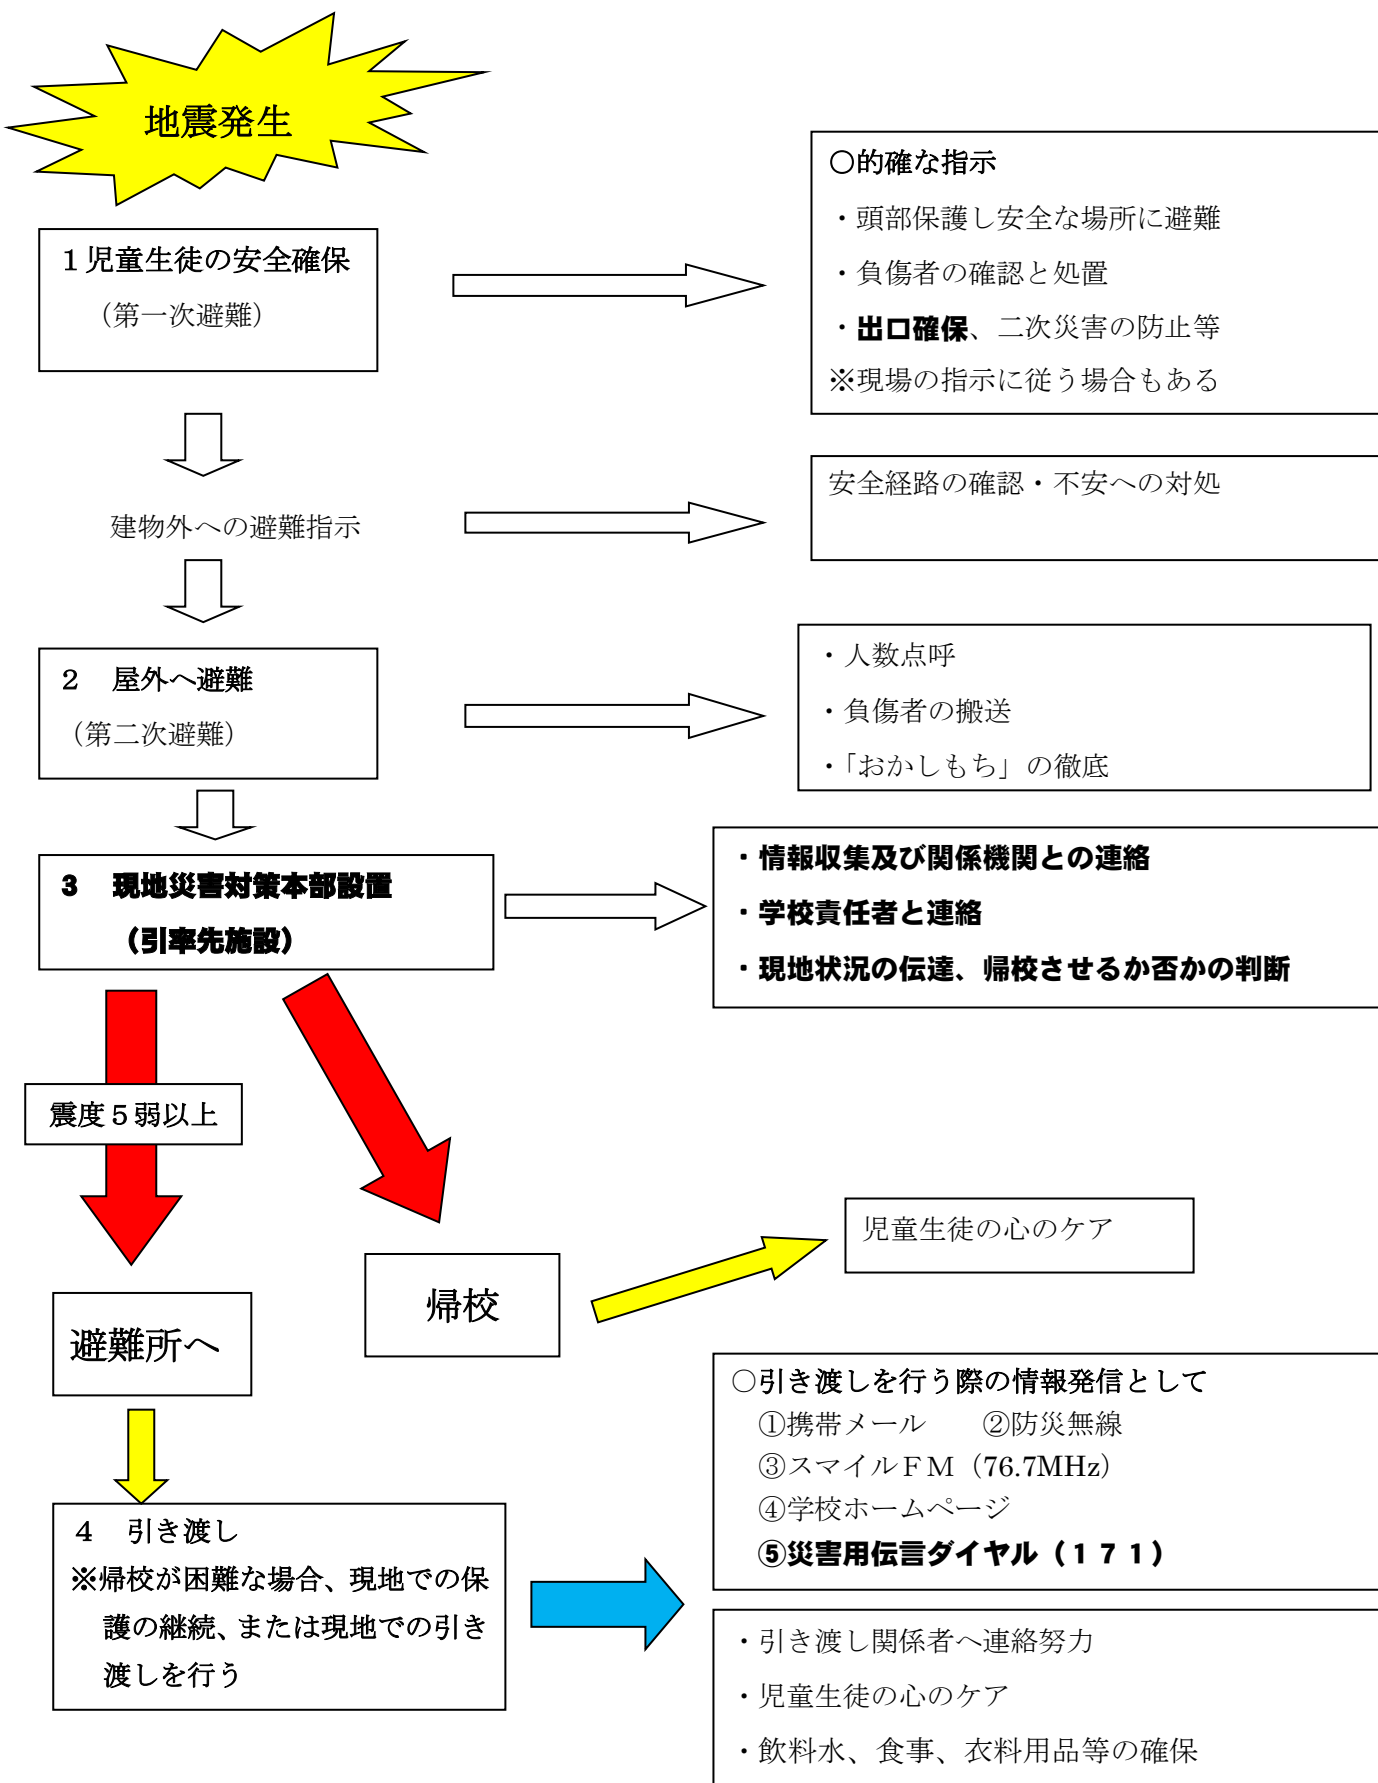 地震発生
○的確な指示
・頭部保護し安全な場所に避難
・負傷者の確認と処置
・出口確保、二次災害の防止等
※現場の指示に従う場合もある
１児童生徒の安全確保
（第一次避難）
建物外への避難指示
安全経路の確認・不安への対処
２　屋外へ避難
（第二次避難）
・人数点呼
・負傷者の搬送
・「おかしもち」の徹底
３　現地災害対策本部設置
（引率先施設）
・情報収集及び関係機関との連絡
・学校責任者と連絡
・現地状況の伝達、帰校させるか否かの判断
震度５弱以上
帰校
児童生徒の心のケア
避難所へ
４　引き渡し
※帰校が困難な場合、現地での保
護の継続、または現地での引き
渡しを行う
○引き渡しを行う際の情報発信として
①携帯メール　　②防災無線
③スマイルＦＭ（76.7MHz）
④学校ホームページ
⑤災害用伝言ダイヤル（１７１）
・引き渡し関係者へ連絡努力
・児童生徒の心のケア
・飲料水、食事、衣料用品等の確保